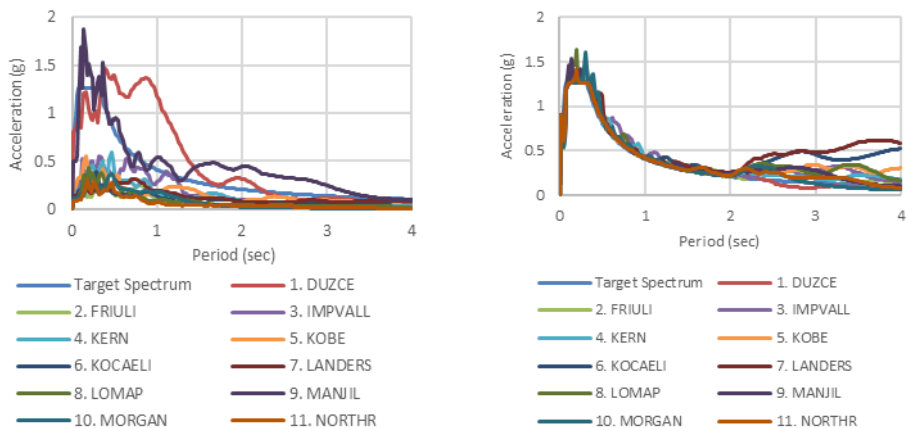 2
1.5
1
0.5
0
Acceleration (g)
0 1 2 3 4
Period (sec)
Target Spectrum 1. DUZCE
2. FRIULI 3. IMPVALL
4. KERN 5. KOBE
6. KOCAELI 7. LANDERS
8. LOMAP 9. MANJIL
10. MORGAN 11. NORTHR
2
1.5
1
0.5
0
Acceleration (g)
0 1 2 3 4
Period (sec)
Target Spectrum 1. DUZCE
2. FRIULI 3. IMPVALL
4. KERN 5. KOBE
6. KOCAELI 7. LANDERS
8. LOMAP 9. MANJIL
10. MORGAN 11. NORTHR